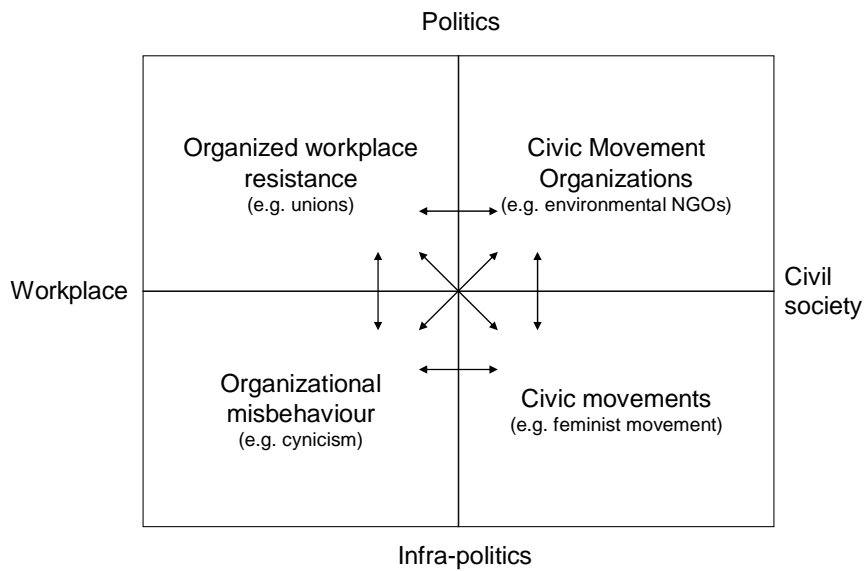 Politics
Organized workplace
resistance
(e.g. unions)
Civic Movement
Organizations
(e.g. environmental NGOs)
Workplace
Civil
society
Organizational
misbehaviour
(e.g. cynicism)
Civic movements
(e.g. feminist movement)
Infra-politics